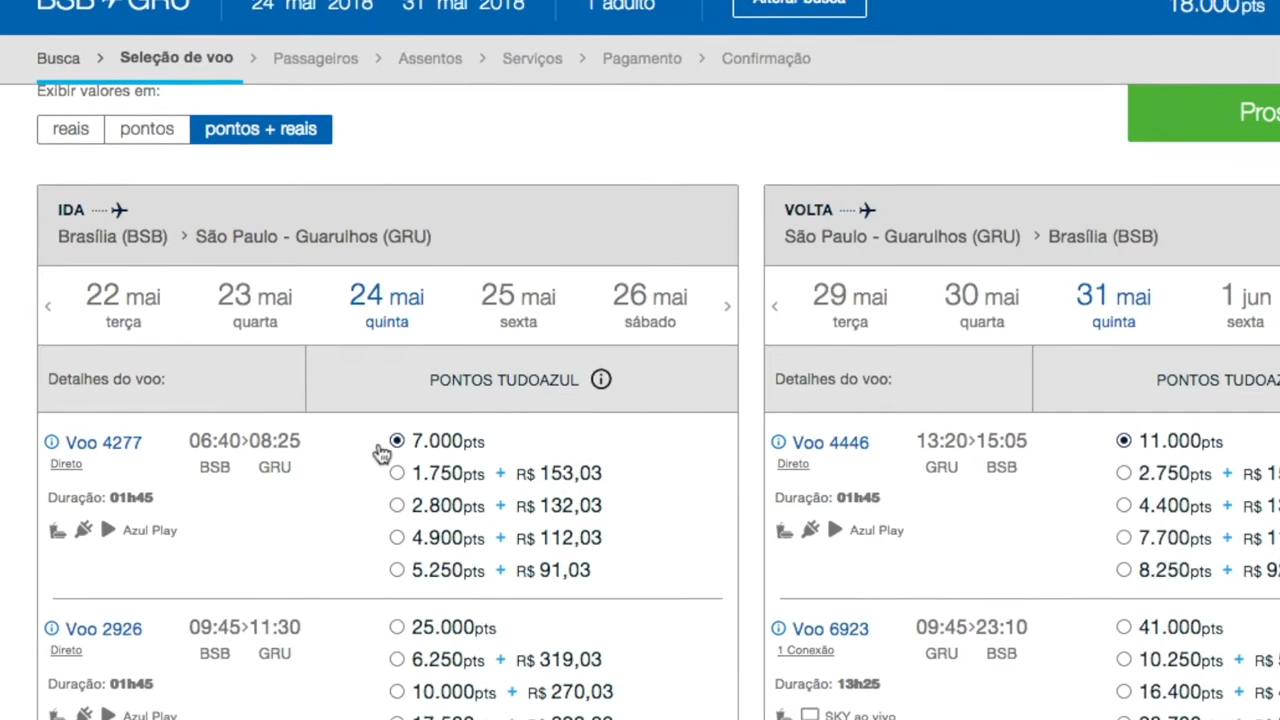 BSB GRU 24 mai 2018 31 mai 2018 1 adulto Alterar busca 18.000pts
Busca > Seleção de voo > Passageiros > Assentos > Serviços > Pagamento > Confirmação
Exibir valores em:
reais pontos pontos + reais
IDA
Brasília (BSB) > São Paulo - Guarulhos (GRU)
22 mai 23 mai 24 mai 25 mai 26 mai
terça quarta quinta sexta sábado
Detalhes do voo: PONTOS TUDOAZUL
Voo 4277 06:40>08:25 7.000pts
Direto BSB GRU 1.750pts + R$ 153,03
Duração: 01h45 2.800pts + R$ 132,03
Azul Play 4.900pts + R$ 112,03
5.250pts + R$ 91,03
Voo 2926 09:45>11:30 25.000pts
Direto BSB GRU 6.250pts + R$ 319,03
Duração: 01h45 10.000pts + R$ 270,03
Azul Play
VOLTA
São Paulo - Guarulhos (GRU) > Brasília (BSB)
29 mai 30 mai 31 mai 1 jun
terça quarta quinta sexta
Detalhes do voo: PONTOS TUDOAZ
Voo 4446 13:20>15:05 11.000pts
Direto GRU BSB 2.750pts + R$
Duração: 01h45 4.400pts + R$
Azul Play 7.700pts + R$
8.250pts + R$
Voo 6923 09:45>23:10 41.000pts
1 Conexão GRU BSB 10.250pts + R$
Duração: 13h25 16.400pts + R$
SKY ao vivo
Pros